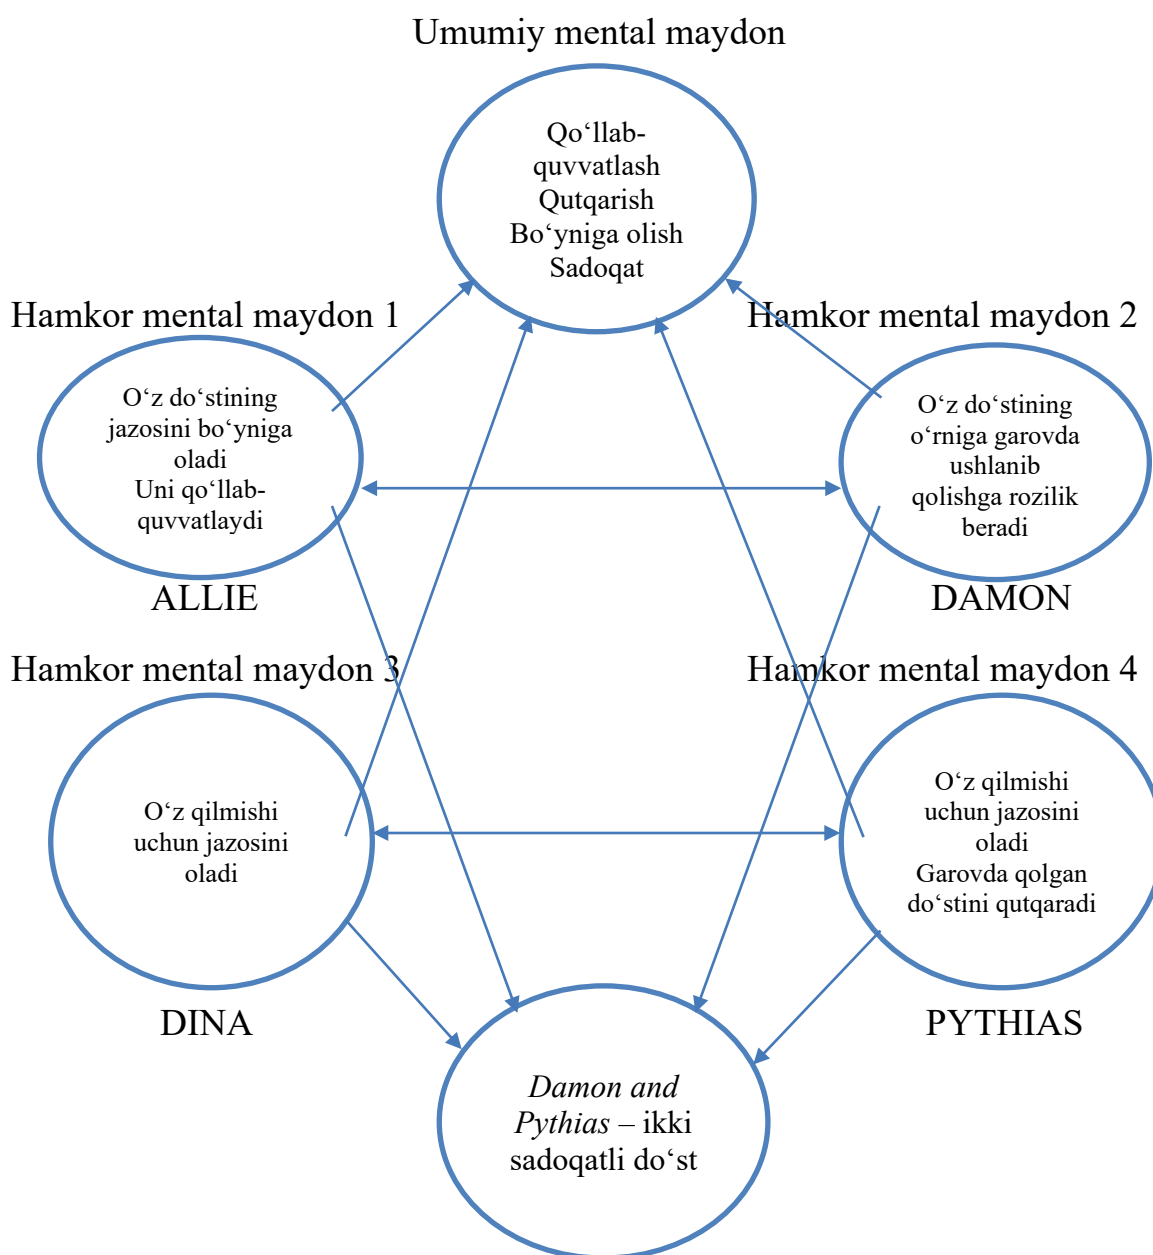 Umumiy mental maydon
Qo‘llab-
quvvatlash
Qutqarish
Bo‘yniga olish
Sadoqat
Hamkor mental maydon 1
O‘z do‘stining
jazosini bo‘yniga
oladi
Uni qo‘llab-
quvvatlaydi
ALLIE
Hamkor mental maydon 2
O‘z do‘stining
o‘rniga garovda
ushlanib
qolishga rozilik
beradi
DAMON
Hamkor mental maydon 3
O‘z qilmishi
uchun jazosini
oladi
DINA
Hamkor mental maydon 4
O‘z qilmishi
uchun jazosini
oladi
Garovda qolgan
do‘stini qutqaradi
PYTHIAS
Damon and
Pythias – ikki
sadoqatli do‘st